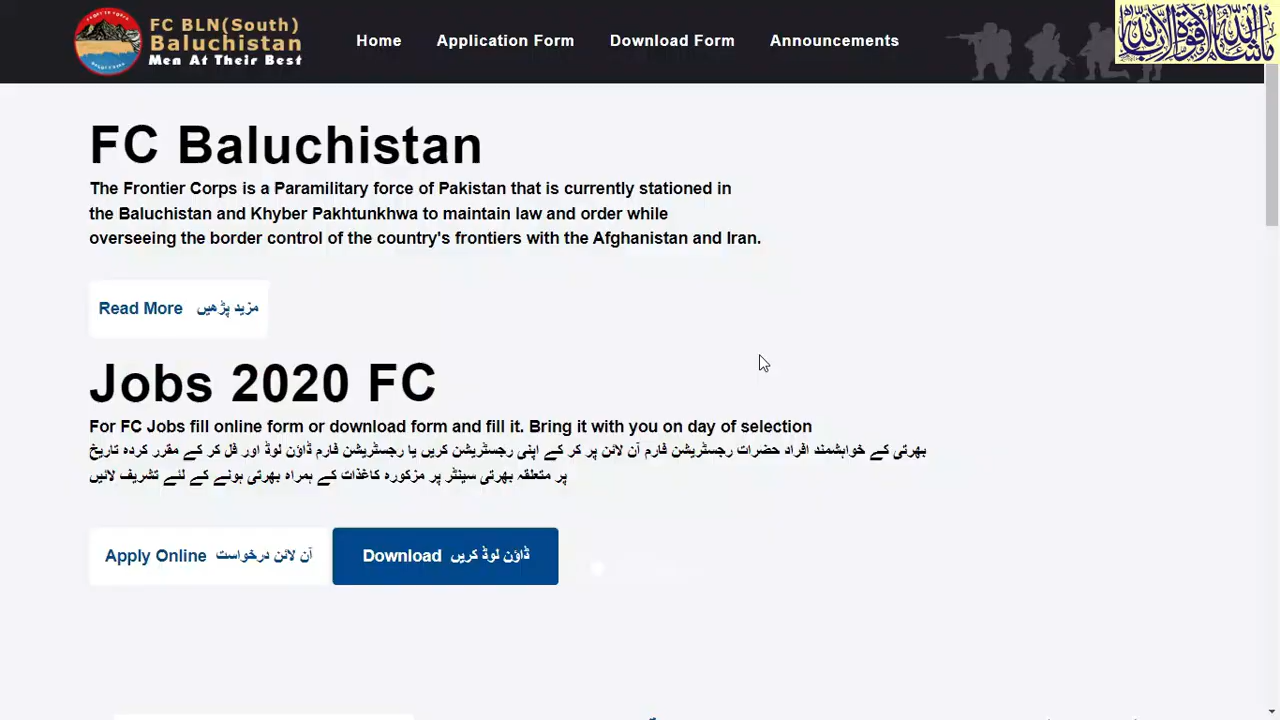 FC BLN(South)
Baluchistan
Men At Their Best
Home
Application Form
Download Form
Announcements
ماشاءاللہ لاقوۃ الا باللہ
FC Baluchistan
The Frontier Corps is a Paramilitary force of Pakistan that is currently stationed in
the Baluchistan and Khyber Pakhtunkhwa to maintain law and order while
overseeing the border control of the country's frontiers with the Afghanistan and Iran.
Read More مزید پڑھیں
Jobs 2020 FC
For FC Jobs fill online form or download form and fill it. Bring it with you on day of selection
بھرتی کے خواہشمند افراد حضرات رجسٹریشن فارم آن لائن پر کر کے اپنی رجسٹریشن کریں یا رجسٹریشن فارم ڈاؤن لوڈ اور فل کر کے مقرر کردہ تاریخ
پر متعلقہ بھرتی سینٹر پر مزکورہ کاغذات کے ہمراہ بھرتی ہونے کے لئے تشریف لائیں
Apply Online آن لائن درخواست
Download ڈاؤن لوڈ کریں